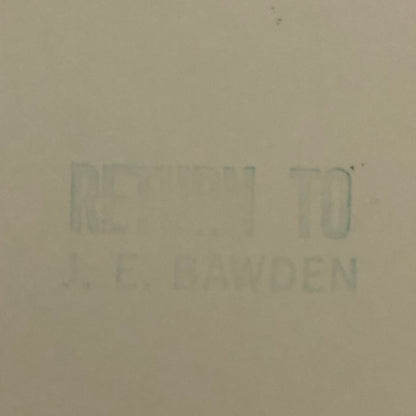 RETURN TO
J. E. BAWDEN